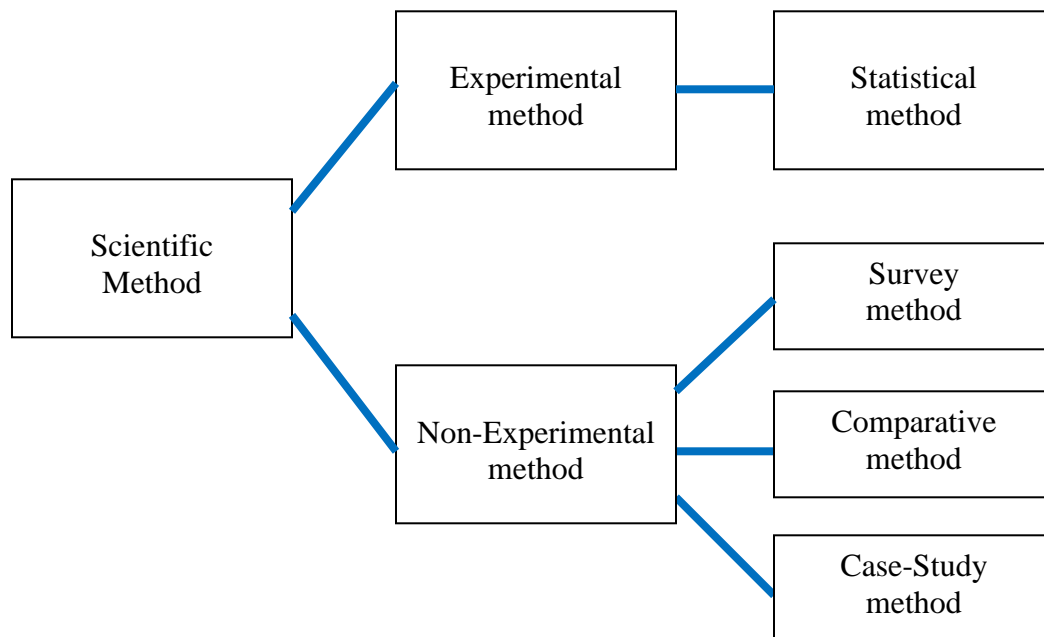 Experimental
method
Statistical
method
Scientific
Method
Survey
method
Non-Experimental
method
Comparative
method
Case-Study
method